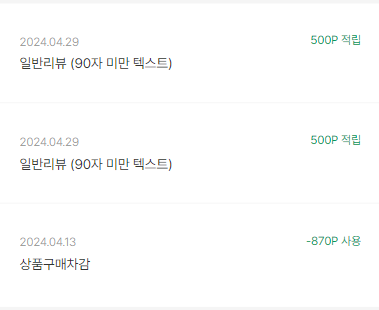 2024.04.29
500P 적립
일반리뷰 (90자 미만 텍스트)
2024.04.29
500P 적립
일반리뷰 (90자 미만 텍스트)
2024.04.13
-870P 사용
상품구매차감